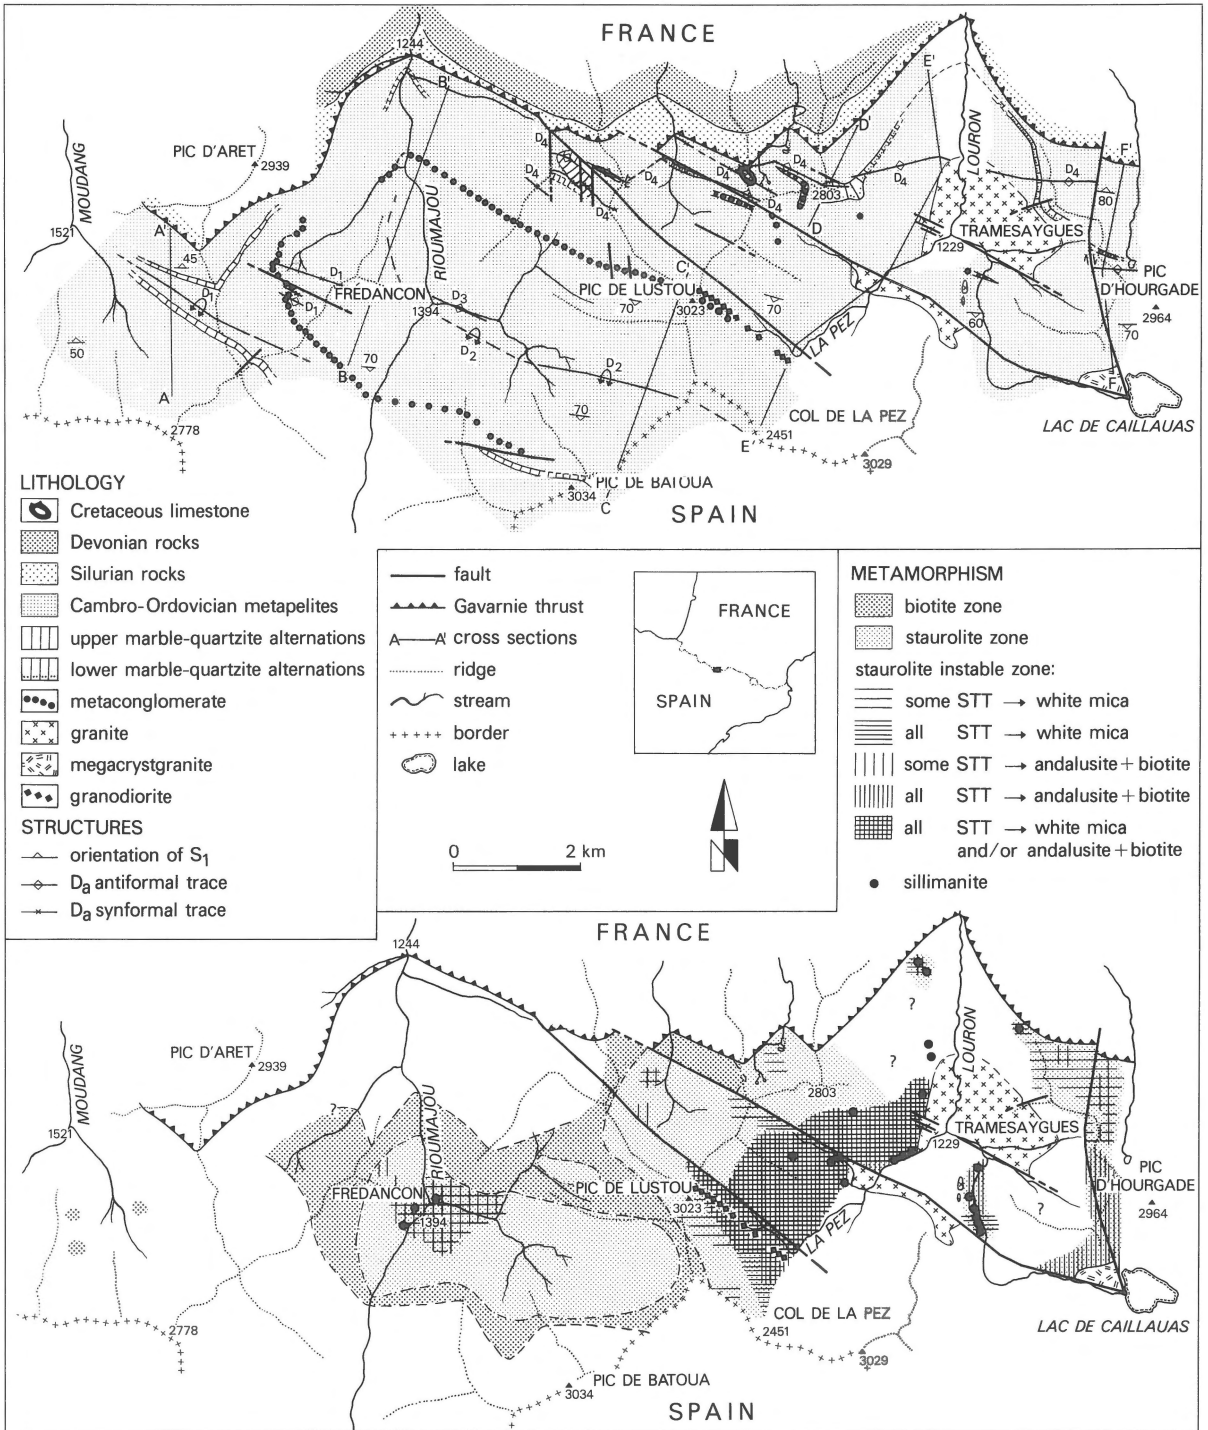 FRANCE
1244
B'
E'
PIC D'ARET
2939
MOUDANG
1521
A'
45
D₁
50
A
2778
D₁
D₁
FREDANCON
RIOUMAJOU
1394
D₃
D₂
B
70
D₄
D₄
D₄
D₄
D₄
D₄
D₄
D'
2803
D
D₄
LOURON
D₄
F'
80
TRAMESAYGUES
1229
PIC
D'HOURGADE
2964
C'
PIC DE LUSTOU
3023
70
70
LA PEZ
60
70
F
D₂
70
E
2451
COL DE LA PEZ
3029
LAC DE CAILLAUAS
PIC DE BATOUA
3034
C
SPAIN
LITHOLOGY
Cretaceous limestone
Devonian rocks
Silurian rocks
Cambro-Ordovician metapelites
upper marble-quartzite alternations
lower marble-quartzite alternations
metaconglomerate
granite
megacrystgranite
granodiorite
STRUCTURES
orientation of S₁
Dₐ antiformal trace
Dₐ synformal trace
fault
Gavarnie thrust
A A' cross sections
ridge
stream
border
lake
0 2 km
FRANCE
SPAIN
METAMORPHISM
biotite zone
staurolite zone
staurolite instable zone:
some STT → white mica
all STT → white mica
some STT → andalusite + biotite
all STT → andalusite + biotite
all STT → white mica
and/or andalusite + biotite
sillimanite
FRANCE
1244
PIC D'ARET
2939
MOUDANG
1521
?
RIOUMAJOU
FREDANCON
1394
2778
2803
?
?
LOURON
TRAMESAYGUES
1229
PIC
D'HOURGADE
2964
PIC DE LUSTOU
3023
LA PEZ
?
COL DE LA PEZ
2451
3029
LAC DE CAILLAUAS
PIC DE BATOUA
3034
SPAIN